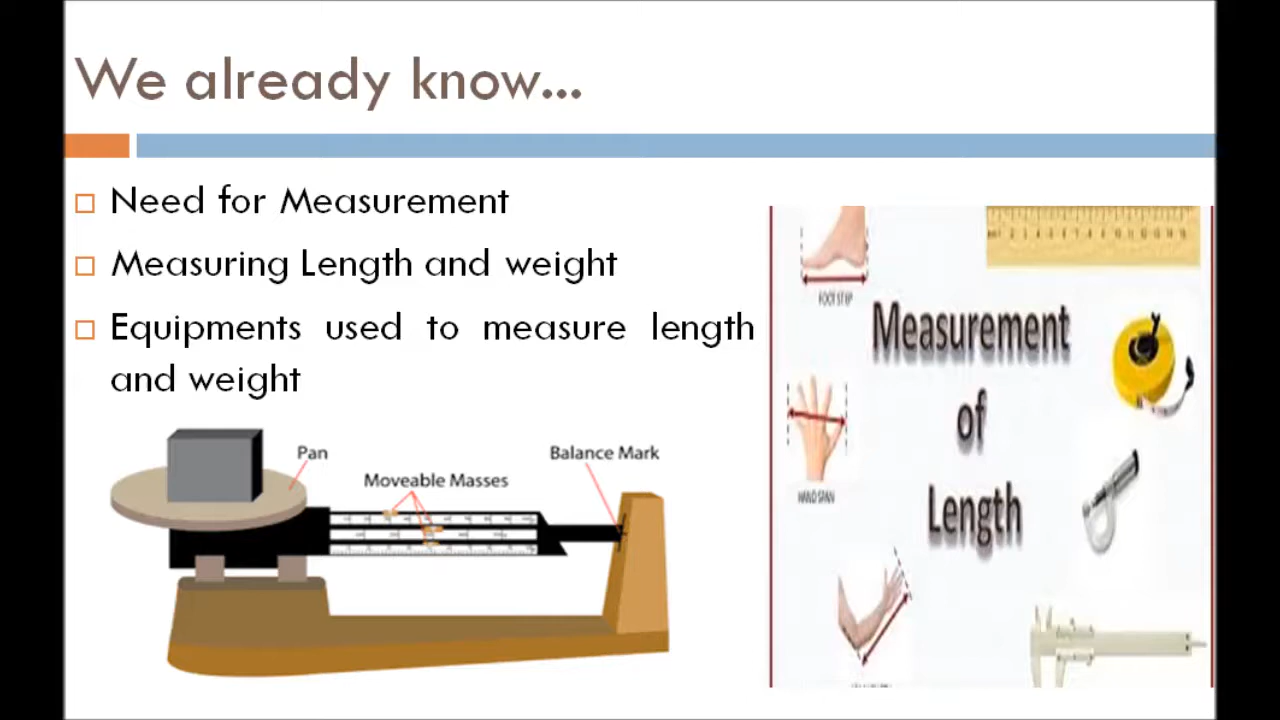 We already know...
Need for Measurement
Measuring Length and weight
Equipments used to measure length
and weight
Pan
Moveable Masses
Balance Mark
FOOT STEP
HAND SPAN
Measurement
of
Length